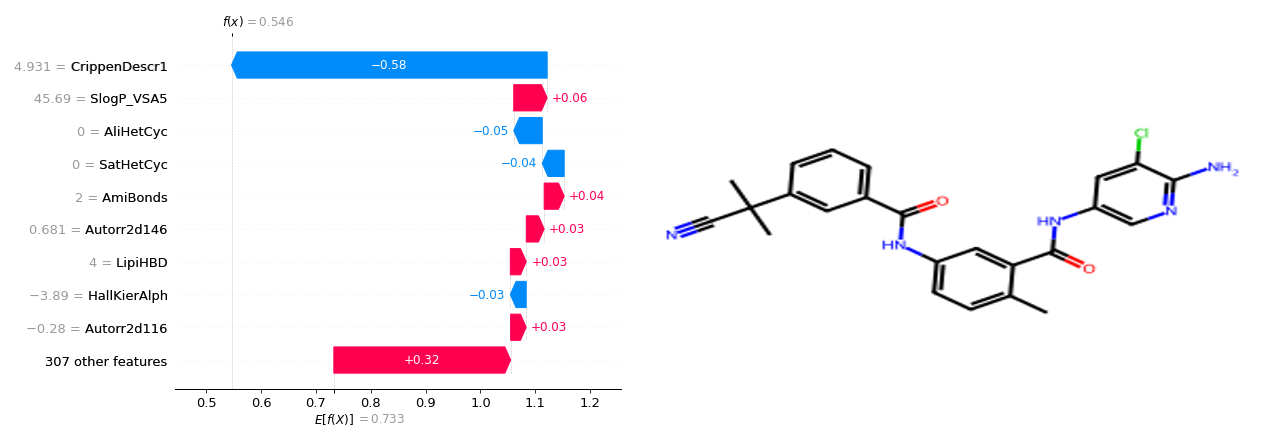 f(x) = 0.546
4.931 = CrippenDescr1
−0.58
45.69 = SlogP_VSA5
+0.06
0 = AliHetCyc
−0.05
0 = SatHetCyc
−0.04
2 = AmiBonds
+0.04
0.681 = Autorr2d146
+0.03
4 = LipiHBD
+0.03
−3.89 = HallKierAlph
−0.03
−0.28 = Autorr2d116
+0.03
307 other features
+0.32
0.5 0.6 0.7 0.8 0.9 1.0 1.1 1.2
E[f(X)] = 0.733
Cl
NH2
N
HN
O
O
HN
N